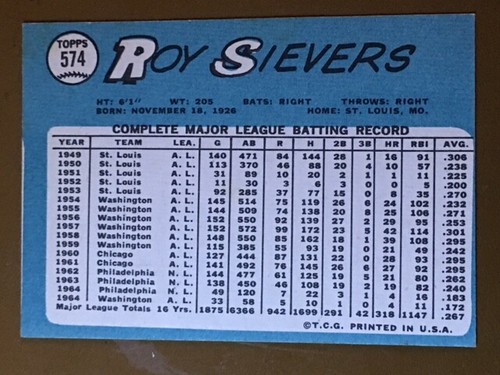 TOPPS
574
ROY SIEVERS
HT: 6'1" WT: 205 BATS: RIGHT THROWS: RIGHT
BORN: NOVEMBER 18, 1926 HOME: ST. LOUIS, MO.
COMPLETE MAJOR LEAGUE BATTING RECORD
YEAR TEAM LEA. G AB R H 2B 3B HR RBI AVG.
1949 St. Louis A.L. 140 471 84 144 28 1 16 91 .306
1950 St. Louis A.L. 113 370 46 88 20 4 10 57 .238
1951 St. Louis A.L. 31 89 10 20 2 1 1 11 .225
1952 St. Louis A.L. 11 30 3 6 3 0 0 5 .200
1953 St. Louis A.L. 92 285 37 77 15 0 8 35 .270
1954 Washington A.L. 145 514 75 119 26 6 24 102 .232
1955 Washington A.L. 144 509 74 138 20 8 25 106 .271
1956 Washington A.L. 152 550 92 139 27 2 29 95 .253
1957 Washington A.L. 152 572 99 172 23 5 42 114 .301
1958 Washington A.L. 148 550 85 162 18 1 39 108 .295
1959 Washington A.L. 115 385 55 93 19 0 21 49 .242
1960 Chicago A.L. 127 444 87 131 22 0 28 93 .295
1961 Chicago A.L. 141 492 76 145 26 6 27 92 .295
1962 Philadelphia N.L. 144 477 61 125 19 5 21 80 .262
1963 Philadelphia N.L. 138 450 46 108 19 2 19 82 .240
1964 Philadelphia N.L. 49 120 7 22 3 1 4 16 .183
1964 Washington A.L. 33 58 5 10 1 0 4 11 .172
Major League Totals 16 Yrs. 1875 6366 942 1699 291 42 318 1147 .267
©T.C.G. PRINTED IN U.S.A.